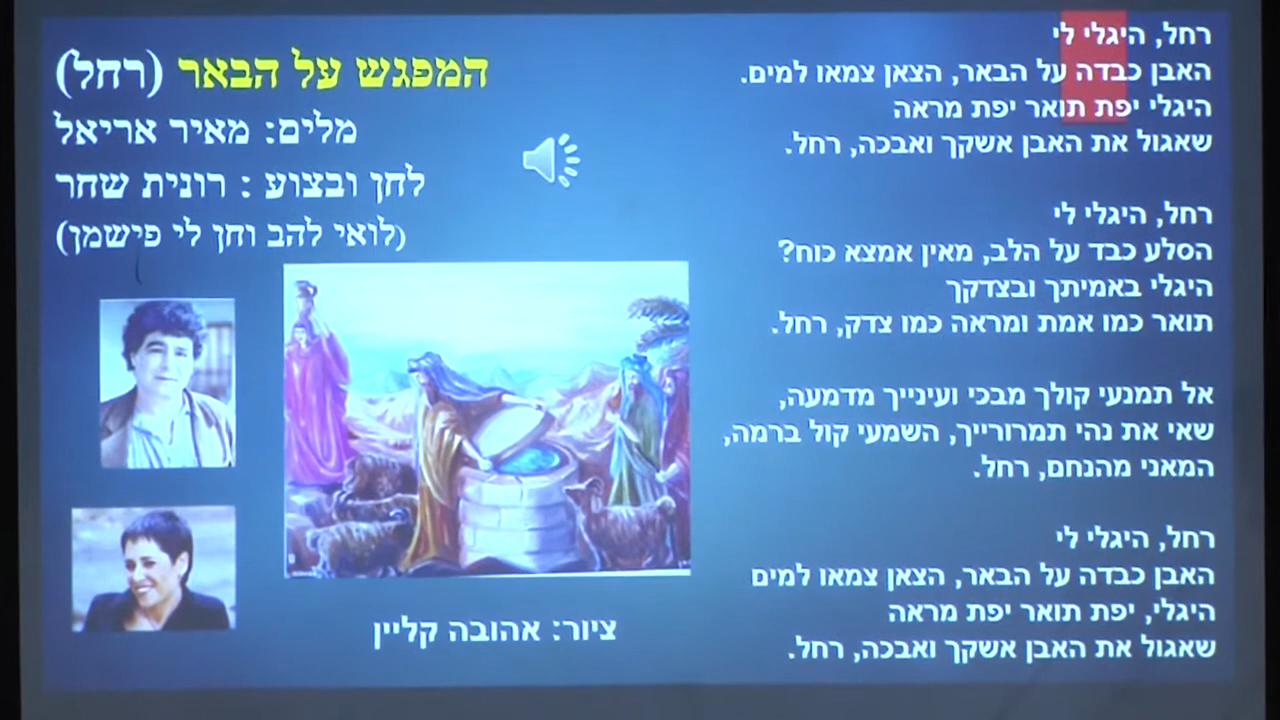 המפגש על הבאר (רחל)
מלים: מאיר אריאל
לחן ובצוע : רונית שחר
(לואי להב וחן לי פישמן)
ציור: אהובה קליין
רחל, היגלי לי
האבן כבדה על הבאר, הצאן צמאו למים.
היגלי יפת תואר יפת מראה
שאגול את האבן אשקך ואבכה, רחל.
רחל, היגלי לי
הסלע כבד על הלב, מאין אמצא כוח?
היגלי באמיתך ובצדקך
תואר כמו אמת ומראה כמו צדק, רחל.
אל תמנעי קולך מבכי ועינייך מדמעה,
שאי את נהי תמרורייך, השמעי קול ברמה,
המאני מהנחם, רחל.
רחל, היגלי לי
האבן כבדה על הבאר, הצאן צמאו למים
היגלי, יפת תואר יפת מראה
שאגול את האבן אשקך ואבכה, רחל.